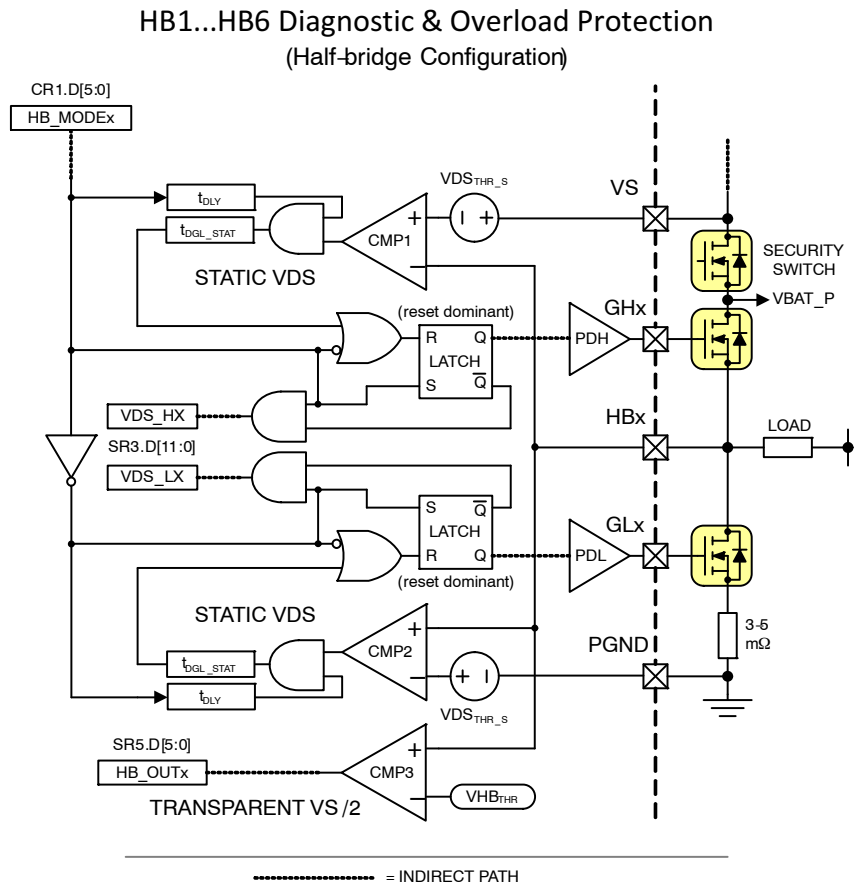 HB1...HB6 Diagnostic & Overload Protection
(Half-bridge Configuration)
CR1.D[5:0]
HB_MODEx
tDLY
tDGL_STAT
STATIC VDS
CMP1
+
−
VDSTHR_S
− +
VS
SECURITY
SWITCH
VBAT_P
(reset dominant)
R Q
LATCH
S Q
PDH
GHx
VDS_HX
SR3.D[11:0]
VDS_LX
HBx
LOAD
S Q
LATCH
R Q
(reset dominant)
PDL
GLx
STATIC VDS
tDGL_STAT
tDLY
CMP2
+
−
+ −
VDSTHR_S
PGND
3-5
mΩ
SR5.D[5:0]
HB_OUTx
CMP3
+
−
VHBTHR
TRANSPARENT VS/2
= INDIRECT PATH